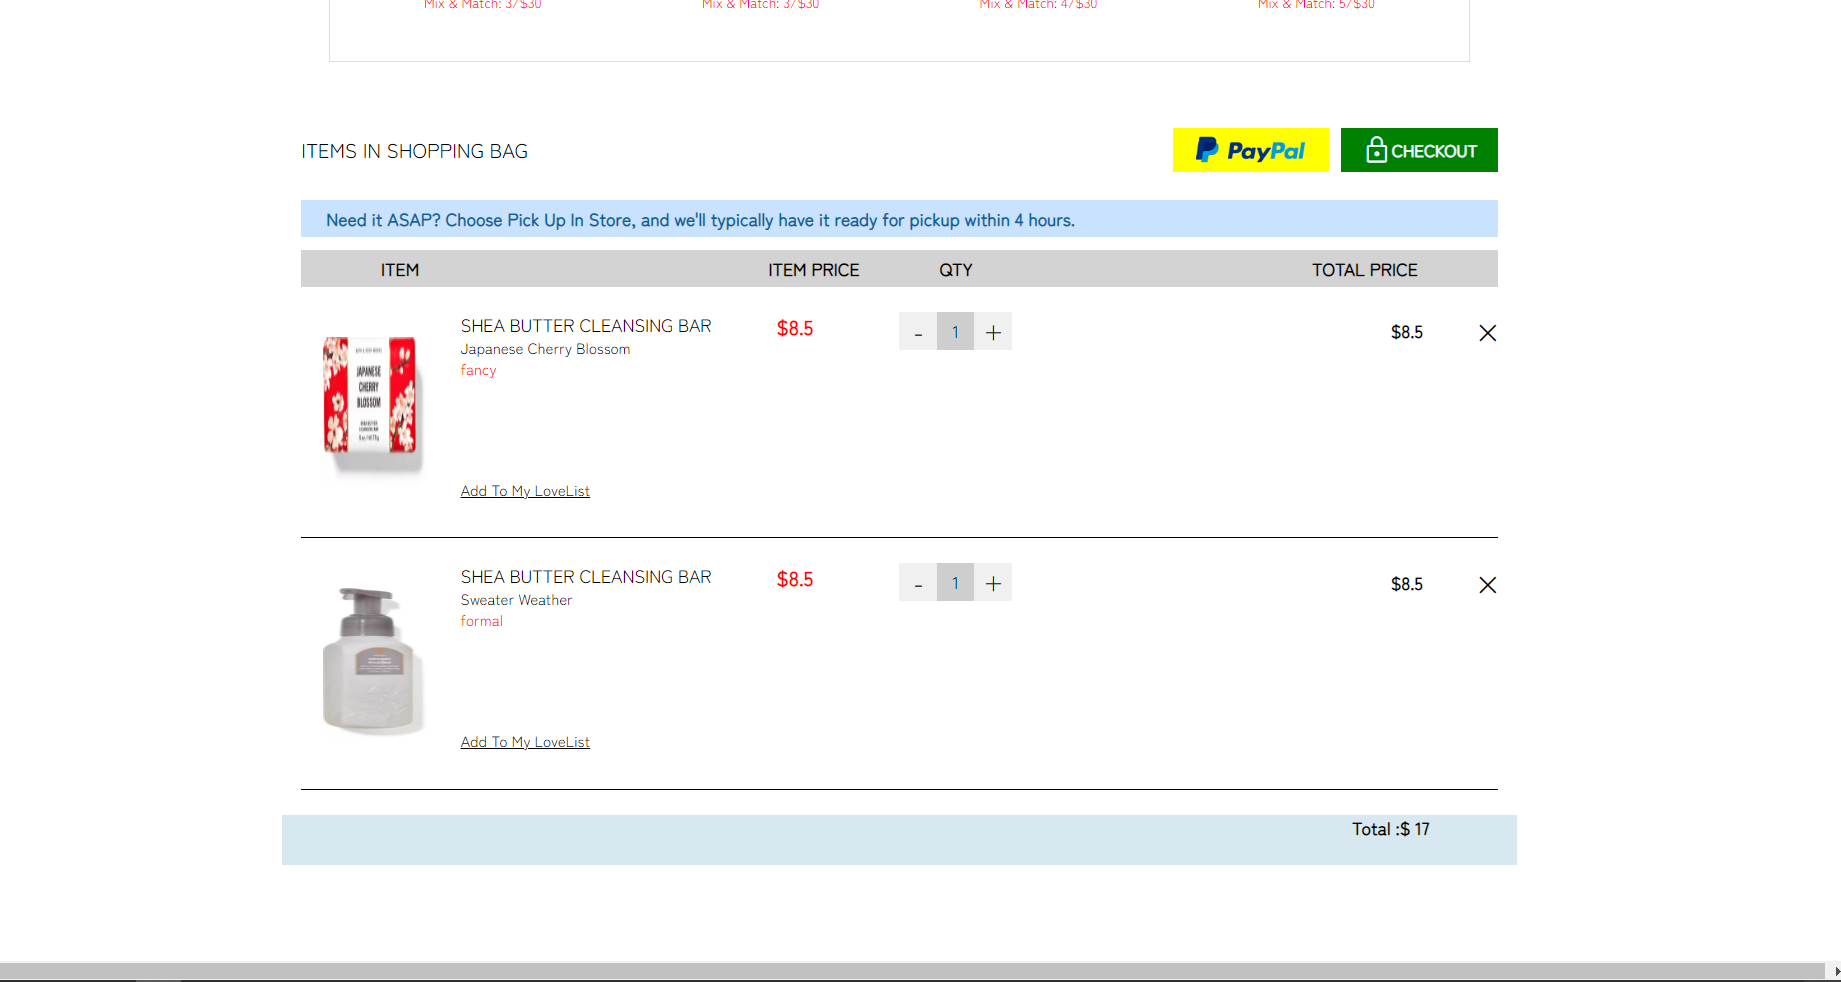 Mix & Match: 3/$30 Mix & Match: 3/$30 Mix & Match: 4/$30 Mix & Match: 5/$30
ITEMS IN SHOPPING BAG
PayPal
CHECKOUT
Need it ASAP? Choose Pick Up In Store, and we'll typically have it ready for pickup within 4 hours.
ITEM ITEM PRICE QTY TOTAL PRICE
SHEA BUTTER CLEANSING BAR $8.5 - 1 + $8.5
Japanese Cherry Blossom
fancy
JAPANESE
CHERRY
BLOSSOM
Add To My LoveList
SHEA BUTTER CLEANSING BAR $8.5 - 1 + $8.5
Sweater Weather
formal
Add To My LoveList
Total :$ 17